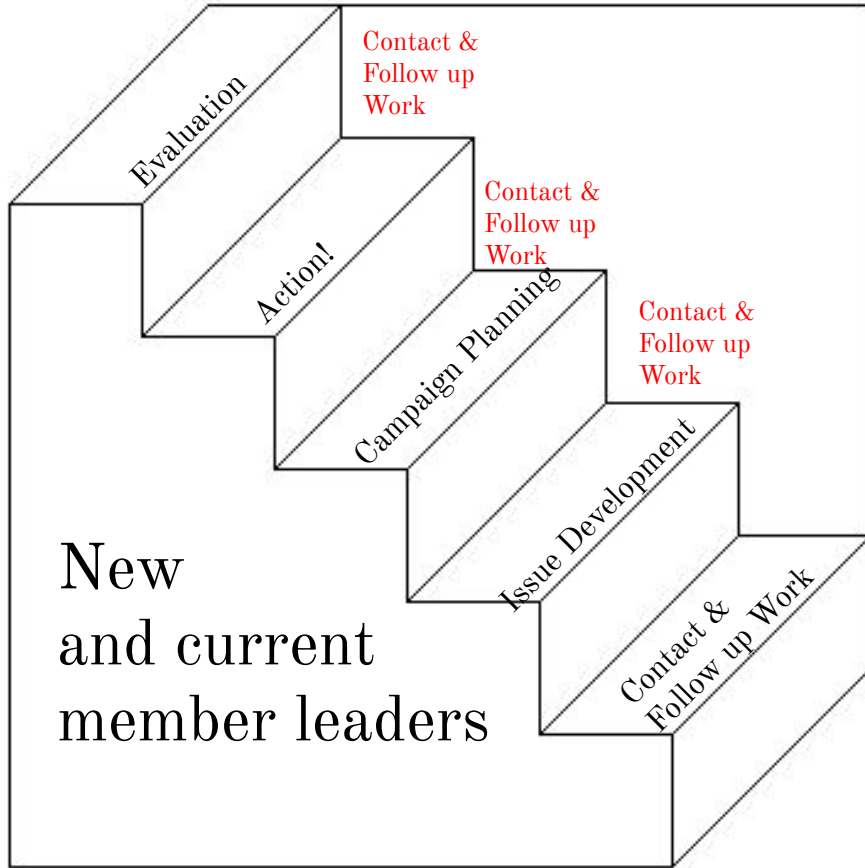 Contact &
Follow up
Work
Evaluation
Contact &
Follow up
Work
Action!
Campaign Planning
Contact &
Follow up
Work
Issue Development
Contact &
Follow up Work
New
and current
member leaders